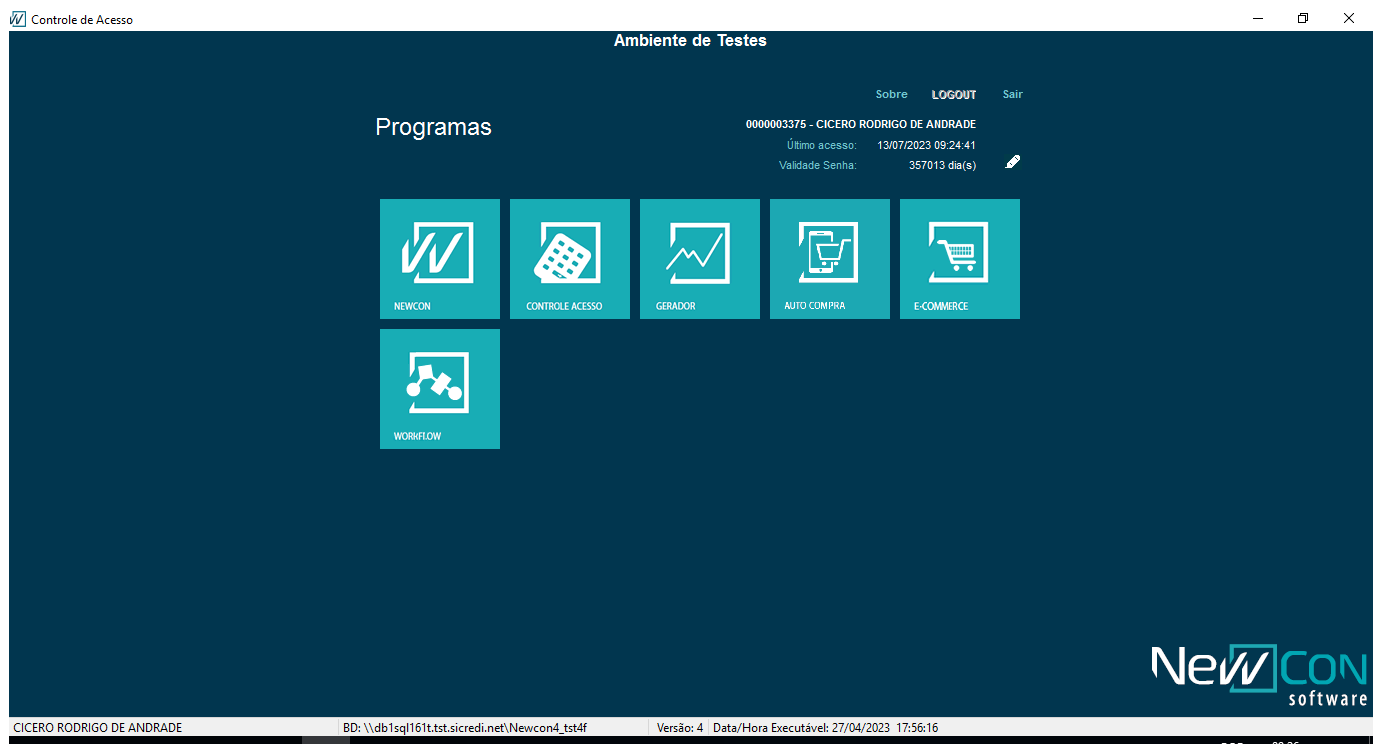 Controle de Acesso
Ambiente de Testes
Sobre LOGOUT Sair
Programas
0000003375 - CICERO RODRIGO DE ANDRADE
Último acesso: 13/07/2023 09:24:41
Validade Senha: 357013 dia(s)
NEWCON CONTROLE ACESSO GERADOR AUTO COMPRA E-COMMERCE
WORKFLOW
NewCon
software
CICERO RODRIGO DE ANDRADE BD: \\db1sql161t.tst.sicredi.net\Newcon4_tst4f Versão: 4 Data/Hora Executável: 27/04/2023 17:56:16